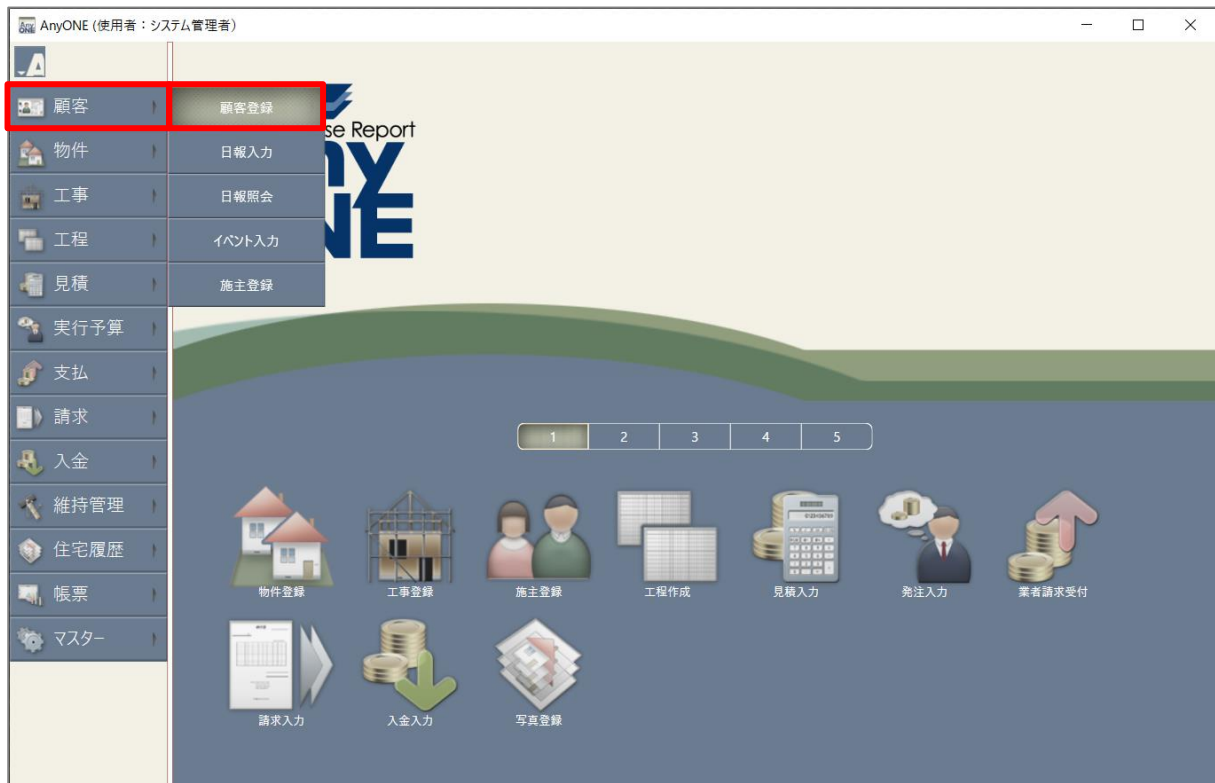 AnyONE (使用者：システム管理者)
顧客
物件
工事
工程
見積
実行予算
支払
請求
入金
維持管理
住宅履歴
帳票
マスター
顧客登録
日報入力
日報照会
イベント入力
施主登録
se Report
ny
NE
1 2 3 4 5
物件登録 工事登録 施主登録 工程作成 見積入力 発注入力 業者請求受付
請求入力 入金入力 写真登録